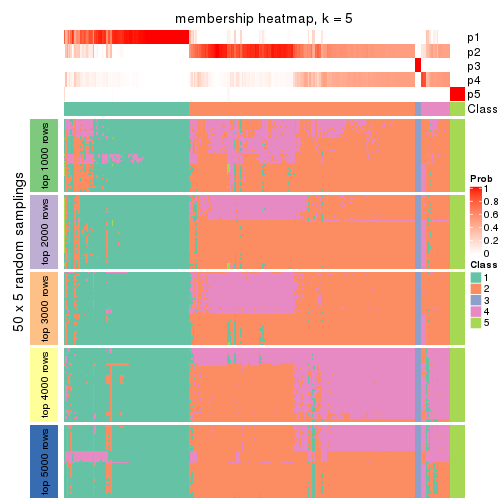 membership heatmap, k = 5
p1
p2
p3
p4
p5
Class
50 x 5 random samplings
top 1000 rows
top 2000 rows
top 3000 rows
top 4000 rows
top 5000 rows
Prob
1
0.8
0.6
0.4
0.2
0
Class
1
2
3
4
5